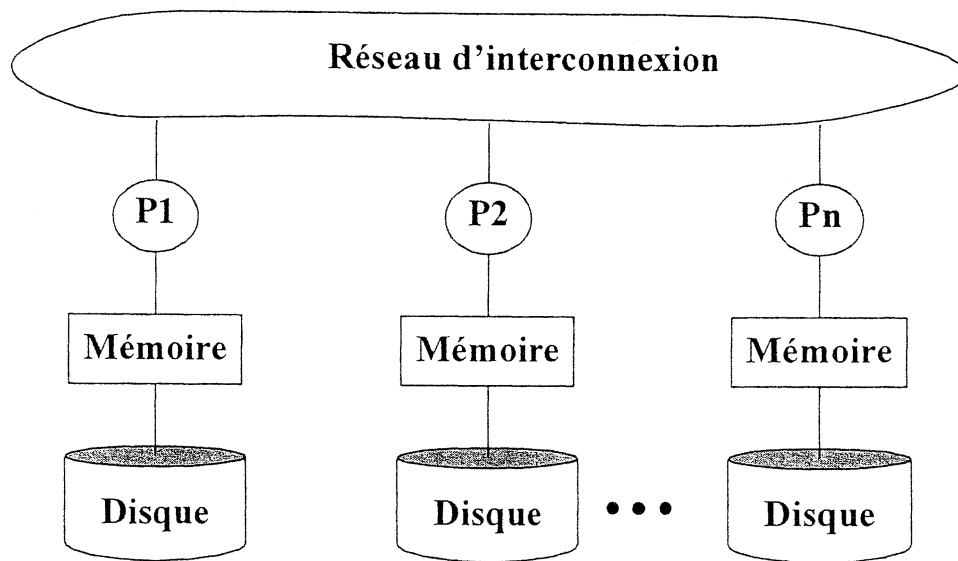 Réseau d'interconnexion
P1
P2
Pn
Mémoire
Mémoire
Mémoire
Disque
Disque
•••
Disque